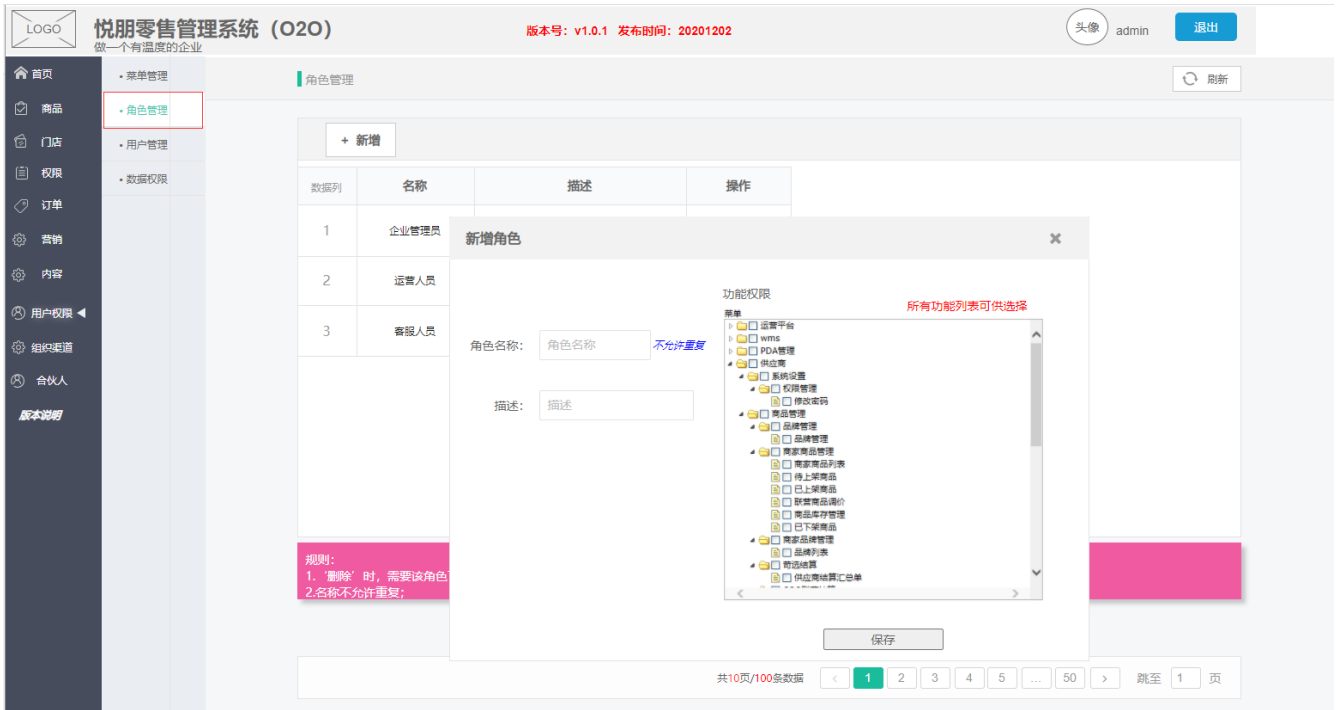 LOGO
悦朋零售管理系统（O2O）
做一个有温度的企业
版本号：v1.0.1 发布时间：20201202
头像
admin
退出
首页
商品
门店
权限
订单
营销
内容
用户权限
组织渠道
合伙人
版本说明
• 菜单管理
• 角色管理
• 用户管理
• 数据权限
角色管理
刷新
+ 新增
数据列 名称 描述 操作
1 企业管理员
2 运营人员
3 客服人员
新增角色
角色名称： 角色名称 不允许重复
描述： 描述
功能权限
所有功能列表可供选择
菜单
运营平台
wms
PDA管理
供应商
系统设置
权限管理
修改密码
商品管理
品牌管理
品牌管理
商家商品管理
商家商品列表
待上架商品
已上架商品
联营商品调价
商品库存管理
已下架商品
商家品牌管理
品牌列表
苛选结算
供应商结算汇总单
保存
规则：
1.‘删除’时，需要该角色
2.名称不允许重复；
共10页/100条数据 < 1 2 3 4 5 ... 50 > 跳至 1 页